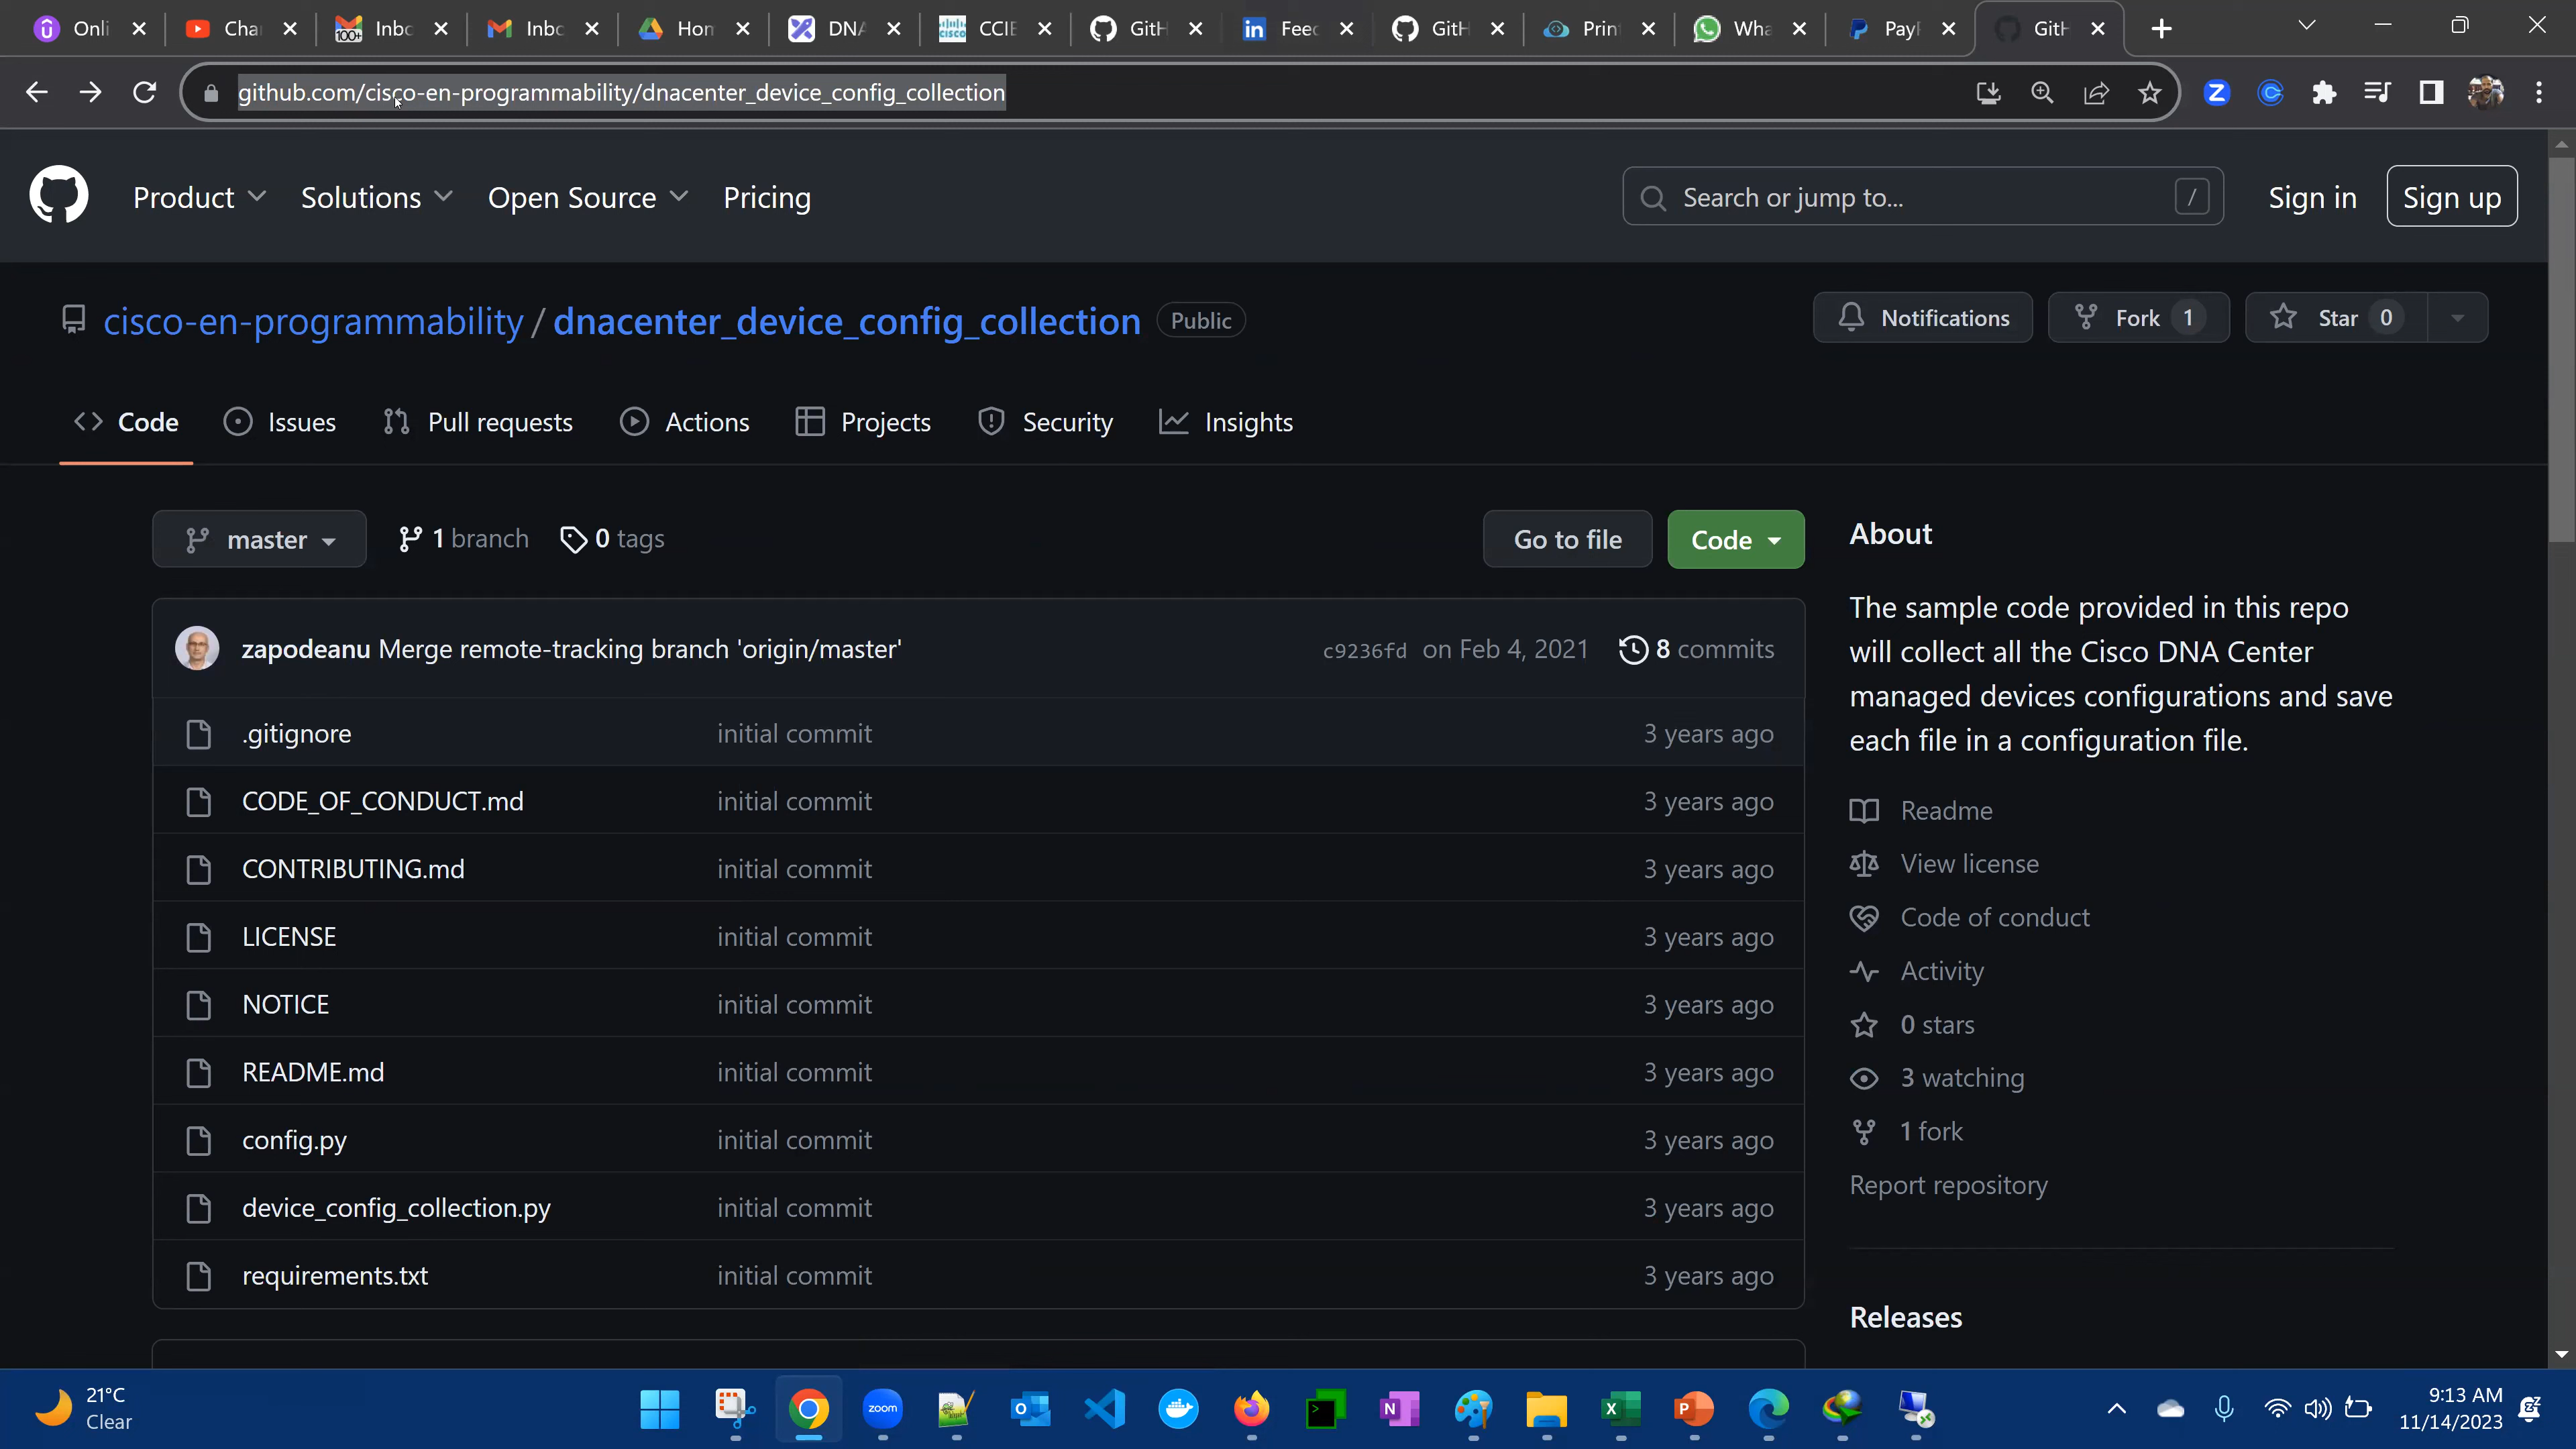 Onli
Cha
Inbc
Inbc
Hon
DNA
CCIE
GitH
Feec
GitH
Prin
Wha
PayP
GitH
github.com/cisco-en-programmability/dnacenter_device_config_collection
Product
Solutions
Open Source
Pricing
Search or jump to...
/
Sign in
Sign up
cisco-en-programmability / dnacenter_device_config_collection Public
Notifications
Fork 1
Star 0
Code
Issues
Pull requests
Actions
Projects
Security
Insights
master
1 branch
0 tags
Go to file
Code
zapodeanu Merge remote-tracking branch 'origin/master'
c9236fd on Feb 4, 2021
8 commits
.gitignore initial commit 3 years ago
CODE_OF_CONDUCT.md initial commit 3 years ago
CONTRIBUTING.md initial commit 3 years ago
LICENSE initial commit 3 years ago
NOTICE initial commit 3 years ago
README.md initial commit 3 years ago
config.py initial commit 3 years ago
device_config_collection.py initial commit 3 years ago
requirements.txt initial commit 3 years ago
About
The sample code provided in this repo
will collect all the Cisco DNA Center
managed devices configurations and save
each file in a configuration file.
Readme
View license
Code of conduct
Activity
0 stars
3 watching
1 fork
Report repository
Releases
21°C
Clear
zoom
9:13 AM
11/14/2023